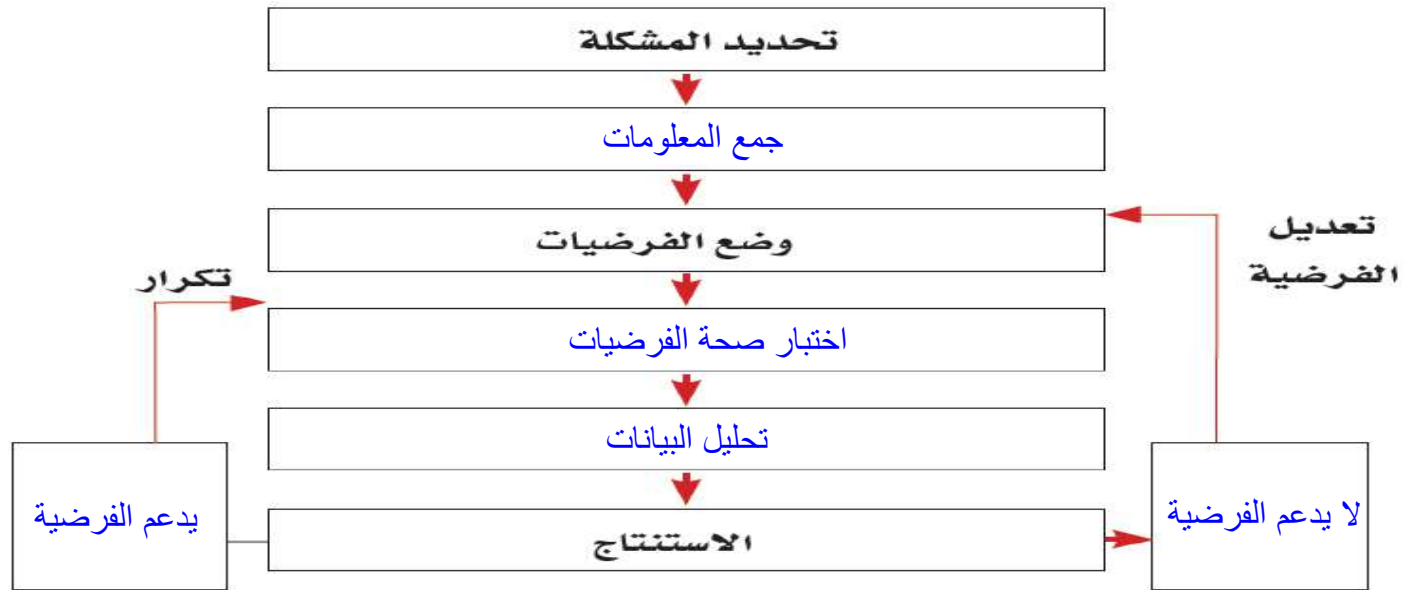 تحديد المشكلة
جمع المعلومات
وضع الفرضيات
تعديل
الفرضية
تكرار
اختبار صحة الفرضيات
تحليل البيانات
لا يدعم الفرضية
يدعم الفرضية
الاستنتاج